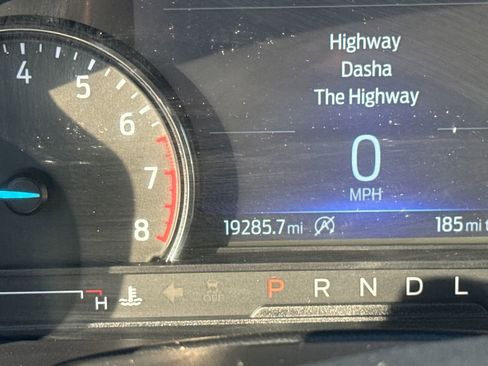 Highway
Dasha
The Highway
0
MPH
19285.7 mi
185 mi t
4
5
6
7
8
H
OFF
P R N D L